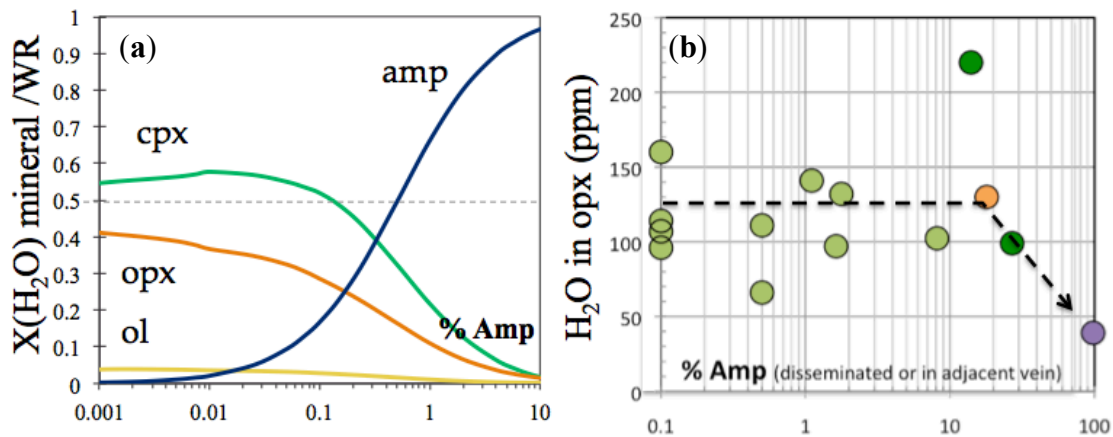 X(H₂O) mineral /WR
1
0.9
0.8
0.7
0.6
0.5
0.4
0.3
0.2
0.1
0
(a)
amp
cpx
opx
ol
% Amp
0.001
0.01
0.1
1
10
H₂O in opx (ppm)
250
200
150
100
50
0
(b)
% Amp (disseminated or in adjacent vein)
0.1
1
10
100